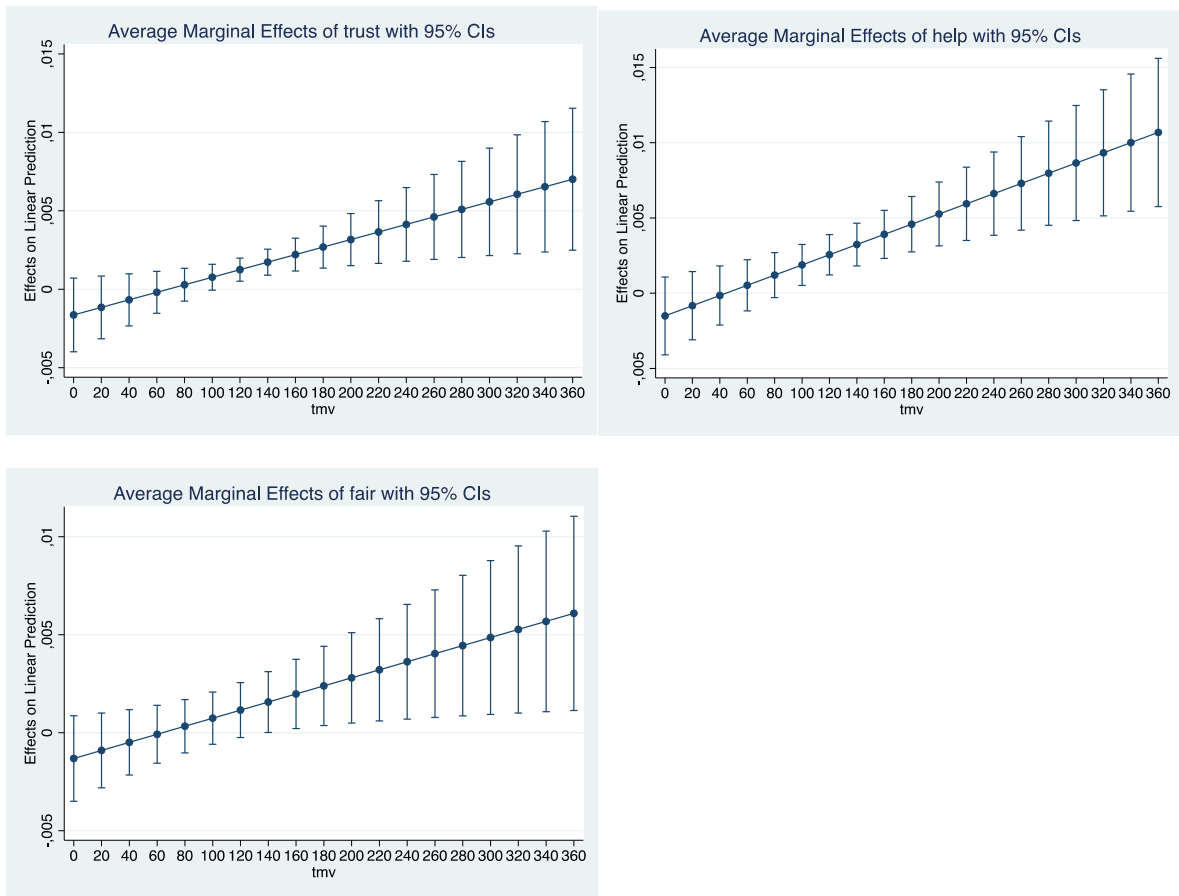 Average Marginal Effects of trust with 95% CIs
Effects on Linear Prediction
,015
,01
,005
0
-,005
0 20 40 60 80 100 120 140 160 180 200 220 240 260 280 300 320 340 360
tmv
Average Marginal Effects of help with 95% CIs
Effects on Linear Prediction
,015
,01
,005
0
-,005
0 20 40 60 80 100 120 140 160 180 200 220 240 260 280 300 320 340 360
tmv
Average Marginal Effects of fair with 95% CIs
Effects on Linear Prediction
,01
,005
0
-,005
0 20 40 60 80 100 120 140 160 180 200 220 240 260 280 300 320 340 360
tmv